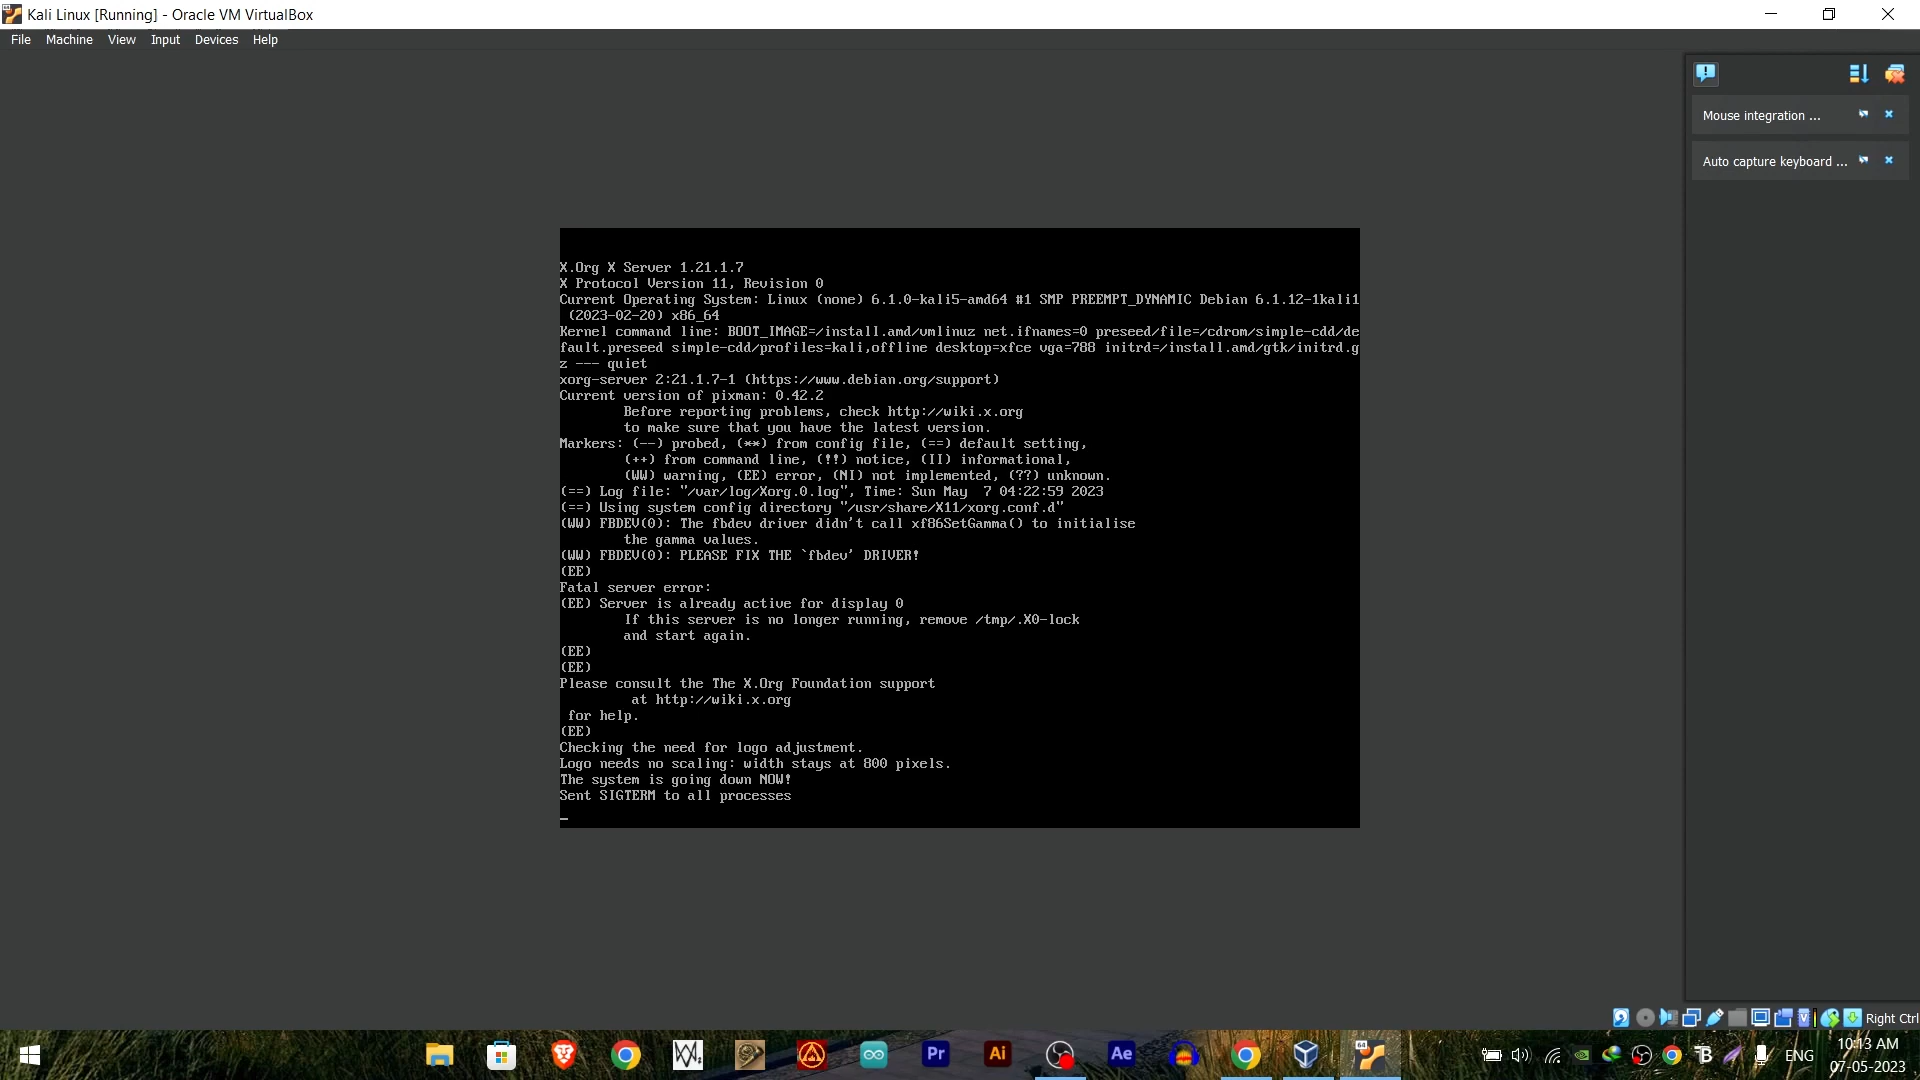 Kali Linux [Running] - Oracle VM VirtualBox
File Machine View Input Devices Help
Mouse integration ...
Auto capture keyboard ...
X.Org X Server 1.21.1.7
X Protocol Version 11, Revision 0
Current Operating System: Linux (none) 6.1.0-kali5-amd64 #1 SMP PREEMPT_DYNAMIC Debian 6.1.12-1kali1
(2023-02-20) x86_64
Kernel command line: BOOT_IMAGE=/install.amd/vmlinuz net.ifnames=0 preseed/file=/cdrom/simple-cdd/de
fault.preseed simple-cdd/profiles=kali,offline desktop=xfce vga=788 initrd=/install.amd/gtk/initrd.g
z --- quiet
xorg-server 2:21.1.7-1 (https://www.debian.org/support)
Current version of pixman: 0.42.2
Before reporting problems, check http://wiki.x.org
to make sure that you have the latest version.
Markers: (--) probed, (**) from config file, (==) default setting,
(++) from command line, (!!) notice, (II) informational,
(WW) warning, (EE) error, (NI) not implemented, (??) unknown.
(==) Log file: "/var/log/Xorg.0.log", Time: Sun May  7 04:22:59 2023
(==) Using system config directory "/usr/share/X11/xorg.conf.d"
(WW) FBDEV(0): The fbdev driver didn't call xf86SetGamma() to initialise
the gamma values.
(WW) FBDEV(0): PLEASE FIX THE `fbdev' DRIVER!
(EE)
Fatal server error:
(EE) Server is already active for display 0
If this server is no longer running, remove /tmp/.X0-lock
and start again.
(EE)
(EE)
Please consult the The X.Org Foundation support
at http://wiki.x.org
for help.
(EE)
Checking the need for logo adjustment.
Logo needs no scaling: width stays at 800 pixels.
The system is going down NOW!
Sent SIGTERM to all processes
_
Right Ctrl
Pr Ai Ae
64
ENG
10:13 AM
07-05-2023